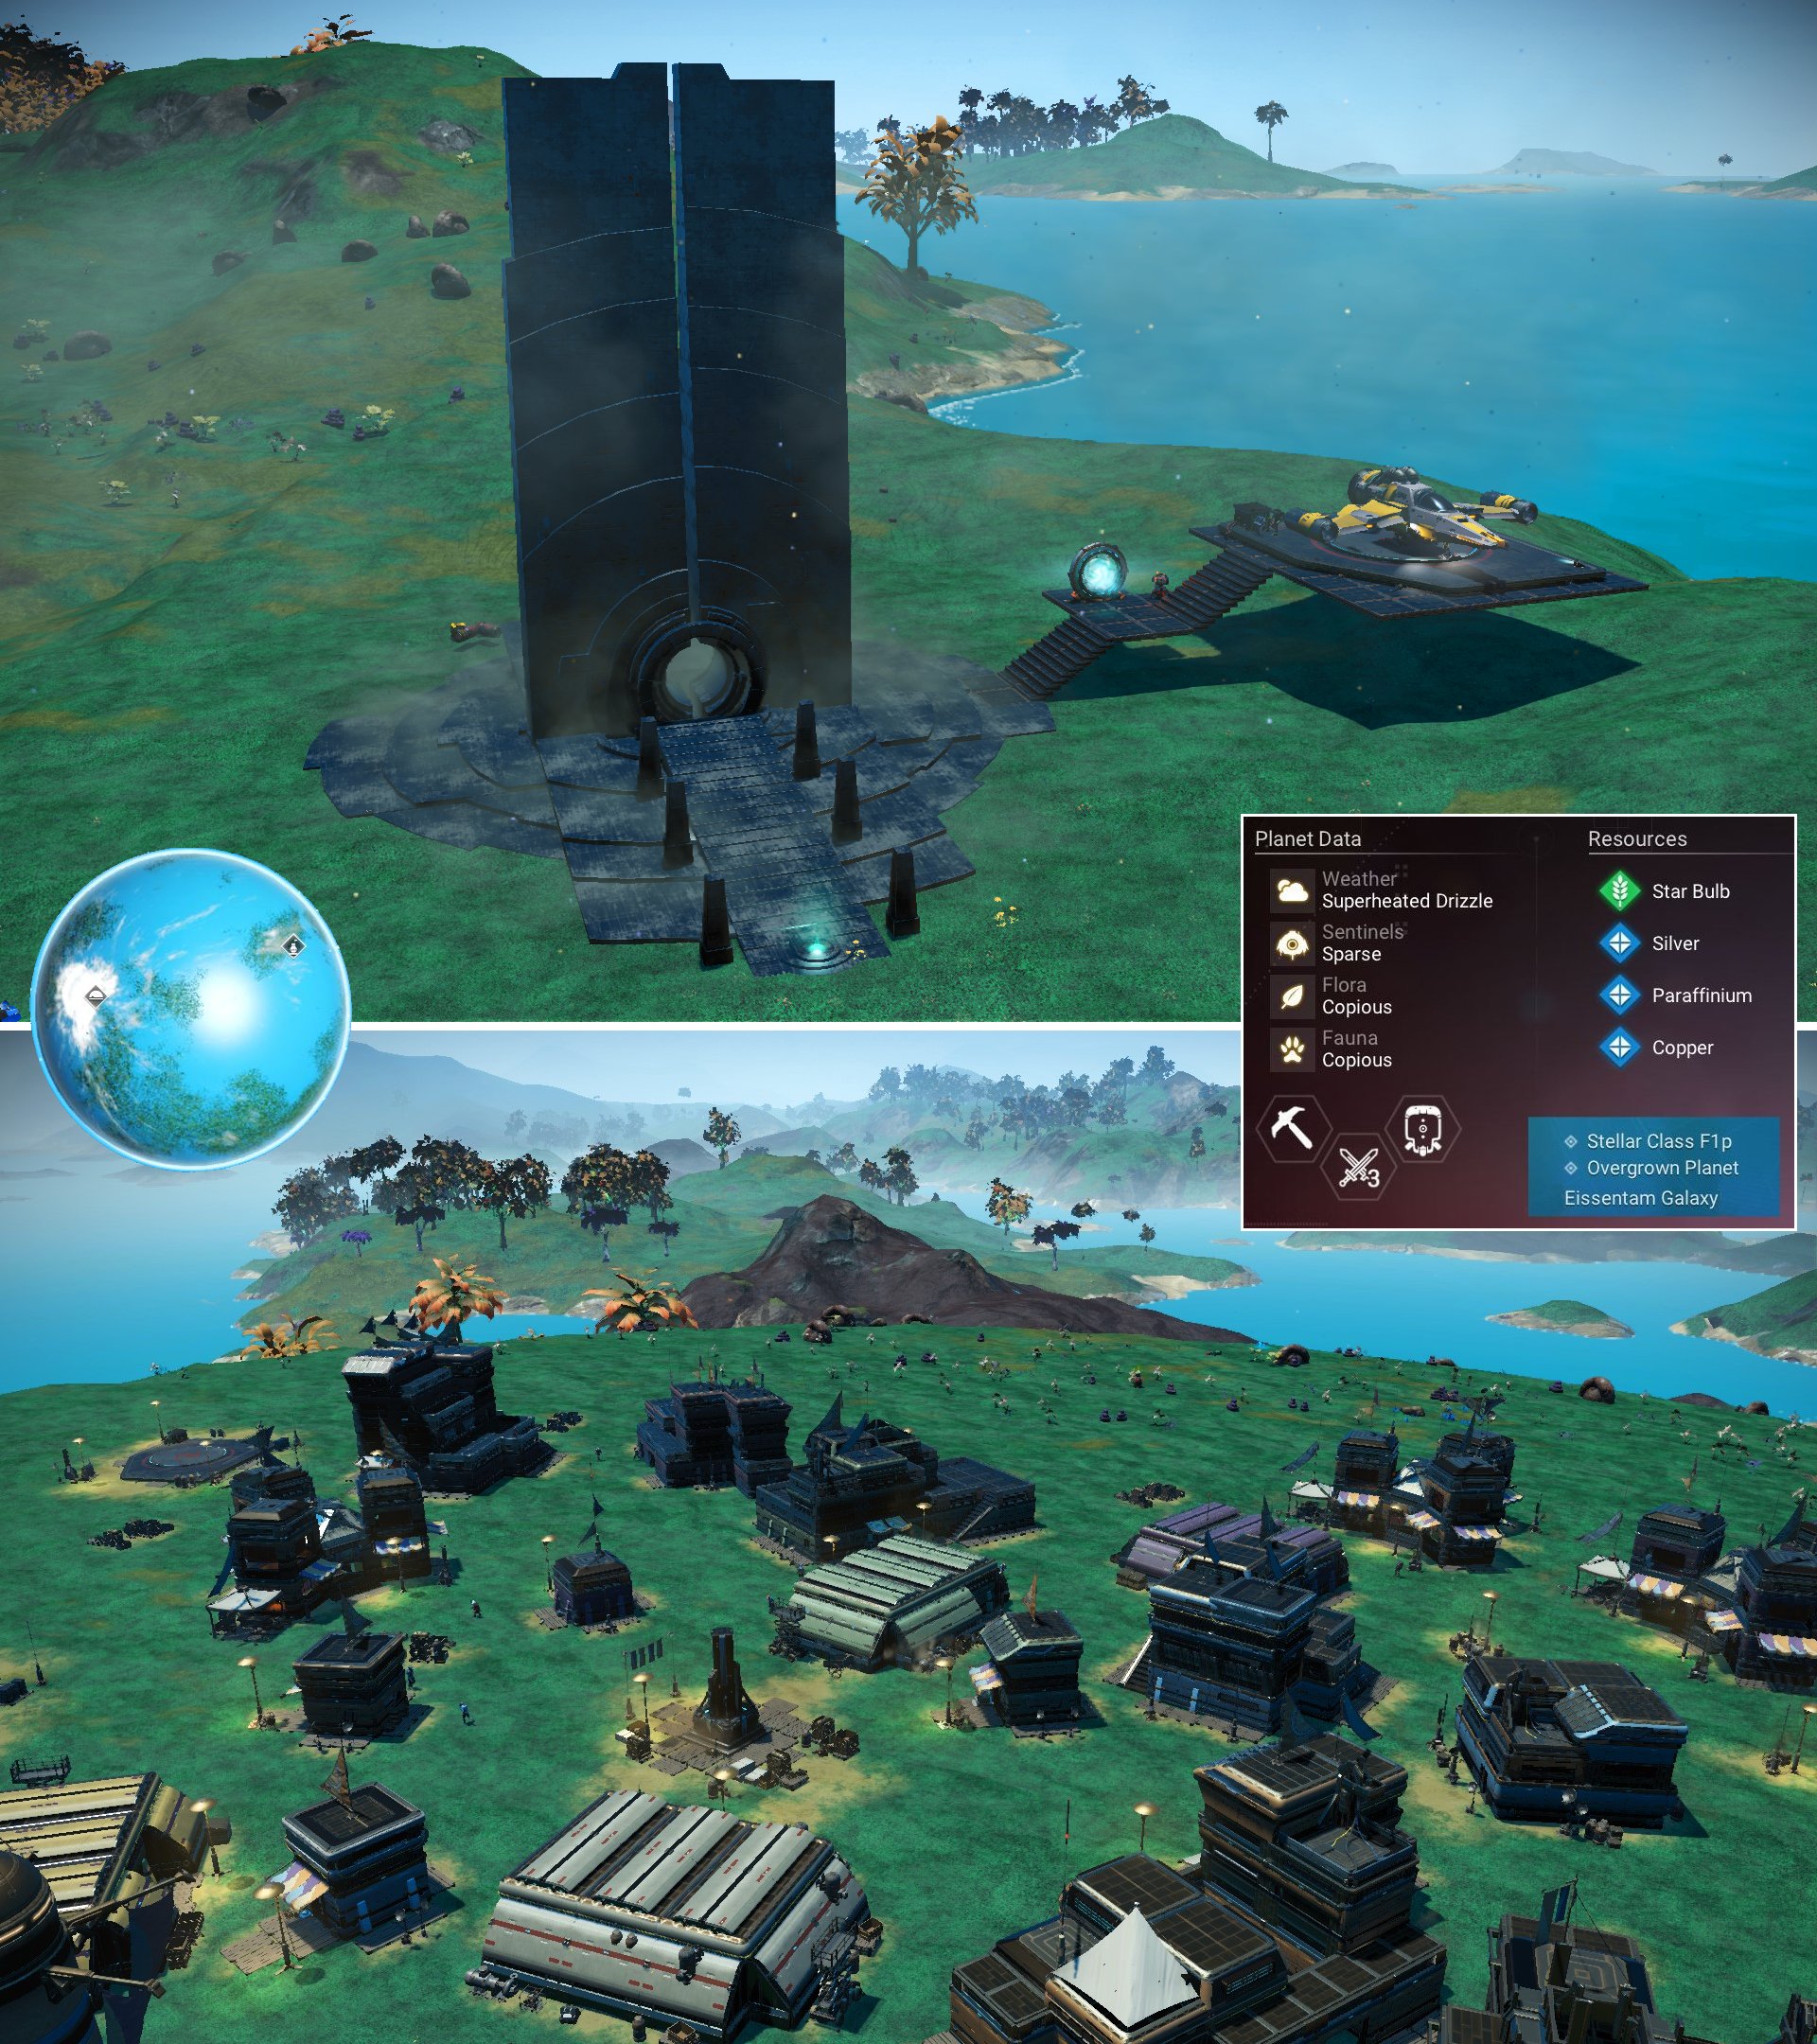 Planet Data
Weather
Superheated Drizzle
Sentinels
Sparse
Flora
Copious
Fauna
Copious
3
Resources
Star Bulb
Silver
Paraffinium
Copper
Stellar Class F1p
Overgrown Planet
Eissentam Galaxy